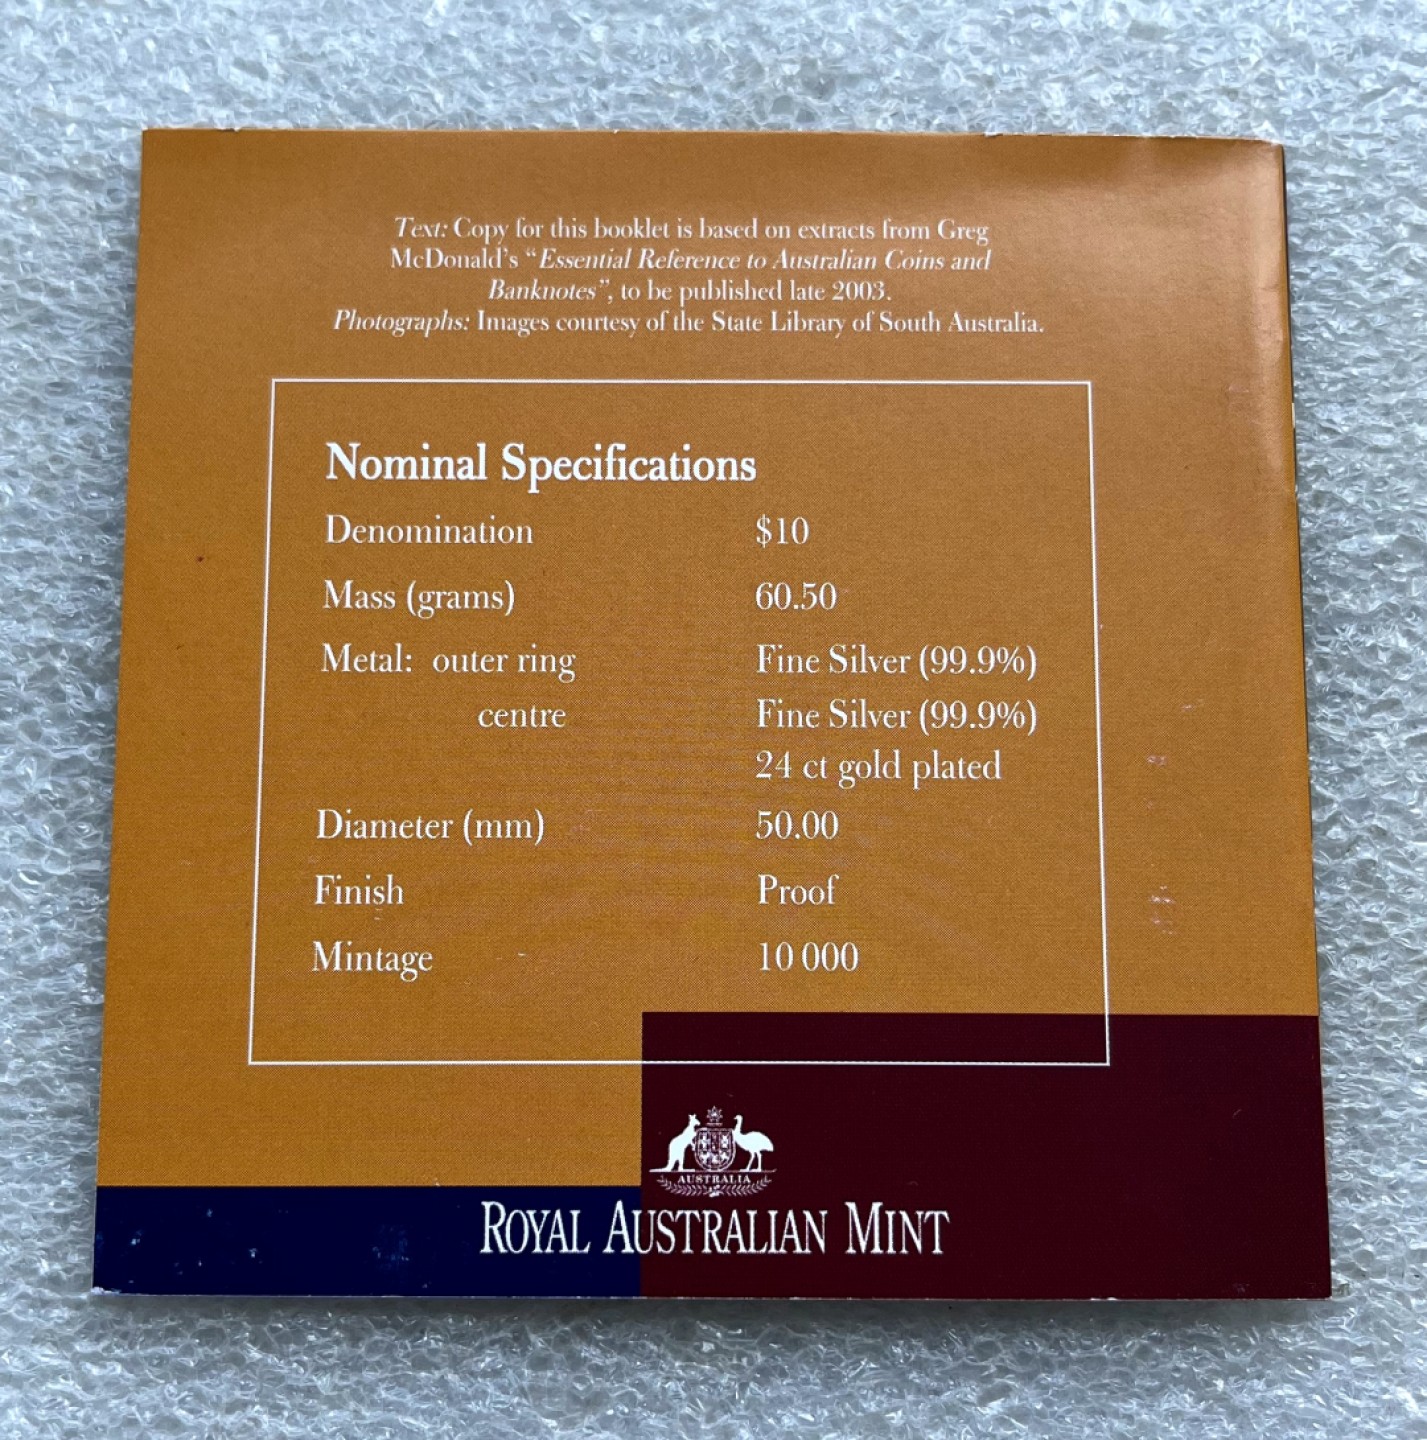 Text: Copy for this booklet is based on extracts from Greg
McDonald's "Essential Reference to Australian Coins and
Banknotes", to be published late 2003.
Photographs: Images courtesy of the State Library of South Australia.
Nominal Specifications
Denomination $10
Mass (grams) 60.50
Metal: outer ring Fine Silver (99.9%)
centre Fine Silver (99.9%)
24 ct gold plated
Diameter (mm) 50.00
Finish Proof
Mintage 10 000
AUSTRALIA
ROYAL AUSTRALIAN MINT